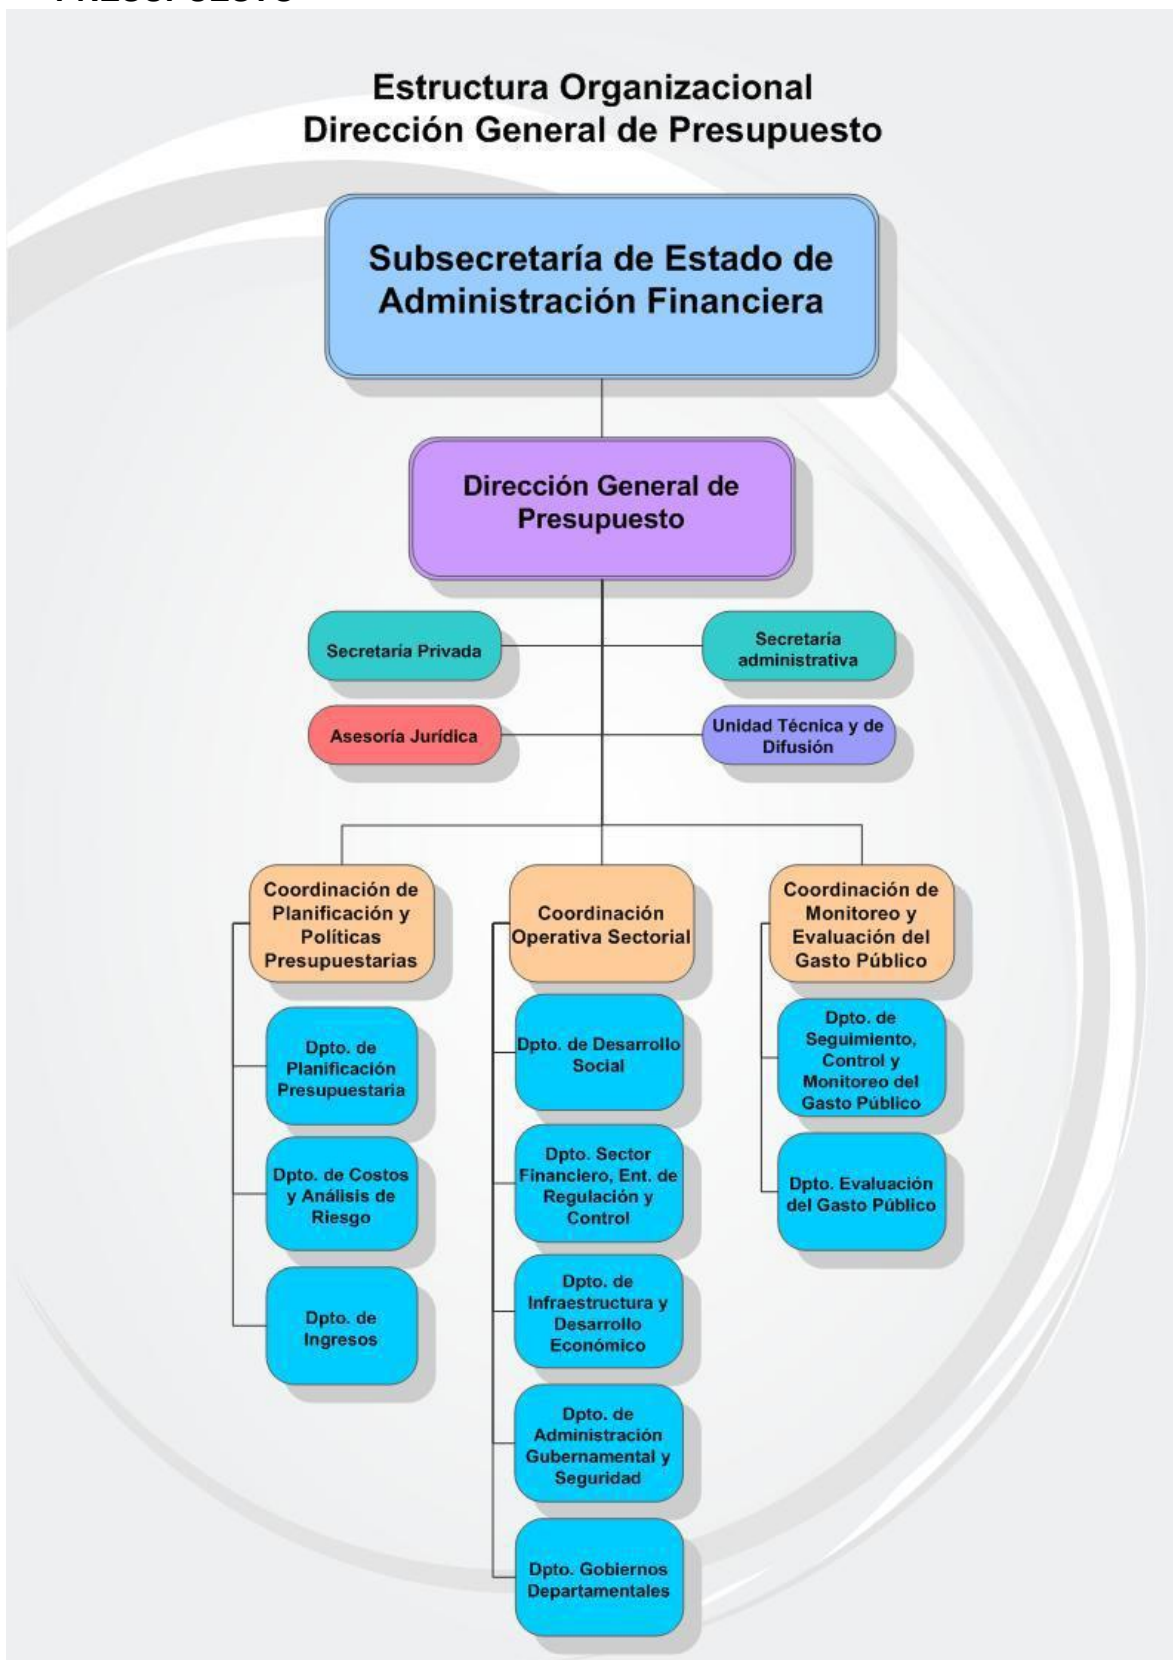 PRESUPUESTO
Estructura Organizacional
Dirección General de Presupuesto
Subsecretaría de Estado de
Administración Financiera
Dirección General de
Presupuesto
Secretaría Privada
Secretaría
administrativa
Asesoría Jurídica
Unidad Técnica y de
Difusión
Coordinación de
Planificación y
Políticas
Presupuestarias
Coordinación
Operativa Sectorial
Coordinación de
Monitoreo y
Evaluación del
Gasto Público
Dpto. de
Planificación
Presupuestaria
Dpto. de Costos
y Análisis de
Riesgo
Dpto. de
Ingresos
Dpto. de Desarrollo
Social
Dpto. Sector
Financiero, Ent. de
Regulación y
Control
Dpto. de
Infraestructura y
Desarrollo
Económico
Dpto. de
Administración
Gubernamental y
Seguridad
Dpto. Gobiernos
Departamentales
Dpto. de
Seguimiento,
Control y
Monitoreo del
Gasto Público
Dpto. Evaluación
del Gasto Público